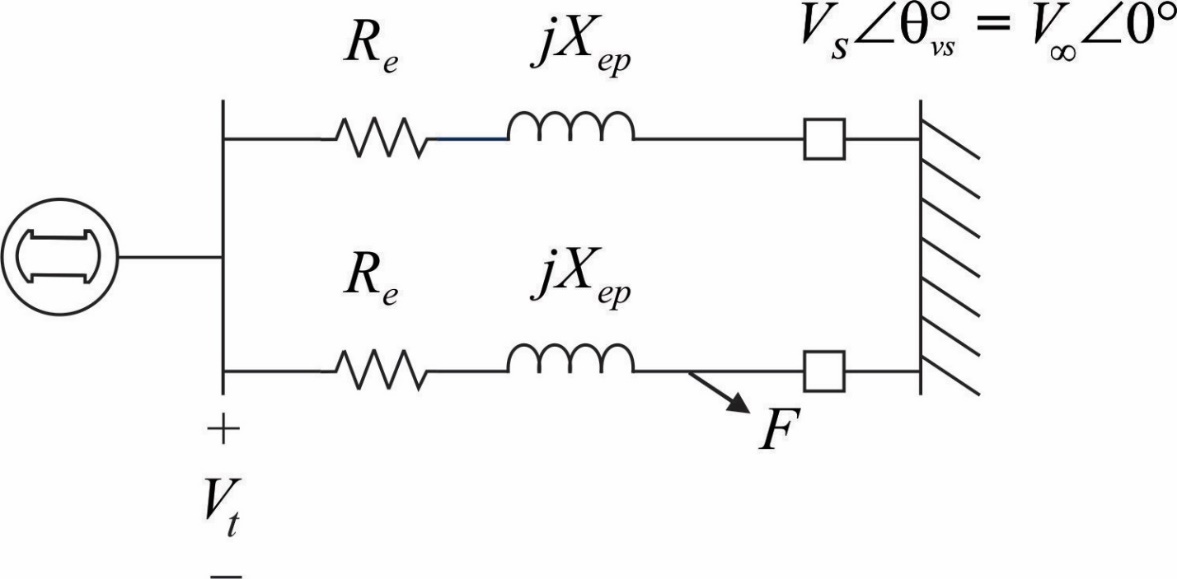 R_e
jX_ep
V_s∠θ°_vs = V_∞∠0°
R_e
jX_ep
F
+
V_t
−